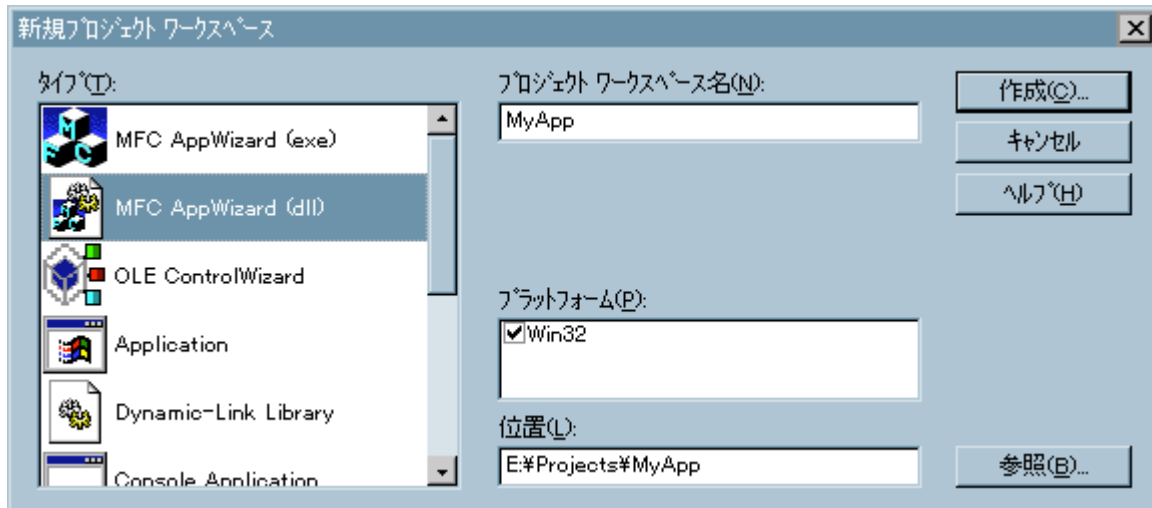 新規ﾌﾟﾛｼﾞｪｸﾄ ﾜｰｸｽﾍﾟｰｽ
ﾀｲﾌﾟ(T):
MFC AppWizard (exe)
MFC AppWizard (dll)
OLE ControlWizard
Application
Dynamic-Link Library
Console Application
ﾌﾟﾛｼﾞｪｸﾄ ﾜｰｸｽﾍﾟｰｽ名(N):
MyApp
ﾌﾟﾗｯﾄﾌｫｰﾑ(P):
Win32
位置(L):
E:¥Projects¥MyApp
作成(C)...
ｷｬﾝｾﾙ
ﾍﾙﾌﾟ(H)
参照(B)...